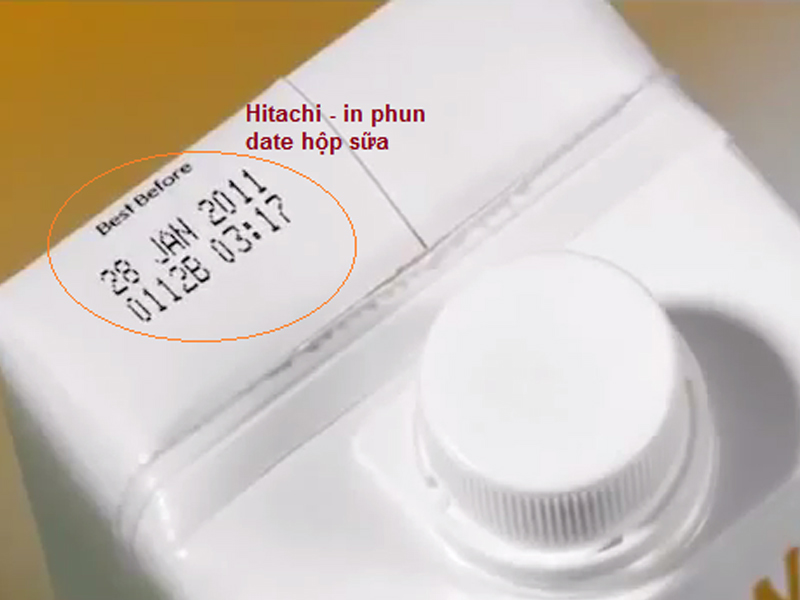 Hitachi - in phun
date hộp sữa
Best Before
28 JAN 2011
0112B 03:17